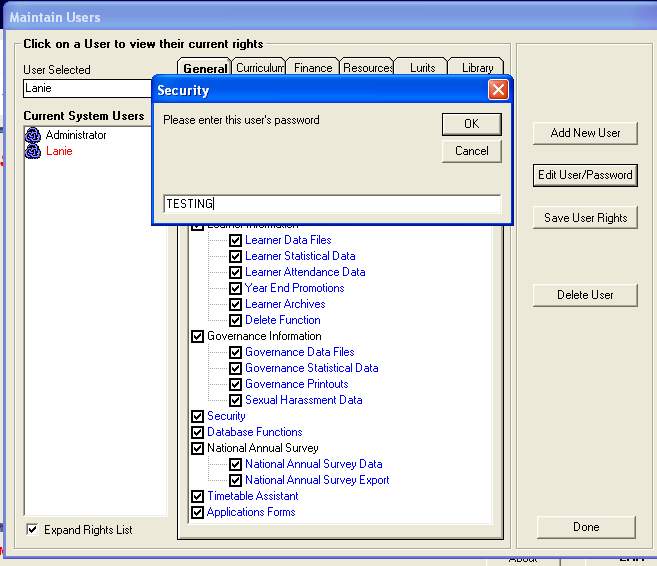 Maintain Users
Click on a User to view their current rights
User Selected
Lanie
Current System Users
Administrator
Lanie
Expand Rights List
General Curriculum Finance Resources Lurits Library
Security
Please enter this user's password
OK
Cancel
TESTING
Learner Information
Learner Data Files
Learner Statistical Data
Learner Attendance Data
Year End Promotions
Learner Archives
Delete Function
Governance Information
Governance Data Files
Governance Statistical Data
Governance Printouts
Sexual Harassment Data
Security
Database Functions
National Annual Survey
National Annual Survey Data
National Annual Survey Export
Timetable Assistant
Applications Forms
Add New User
Edit User/Password
Save User Rights
Delete User
Done
About